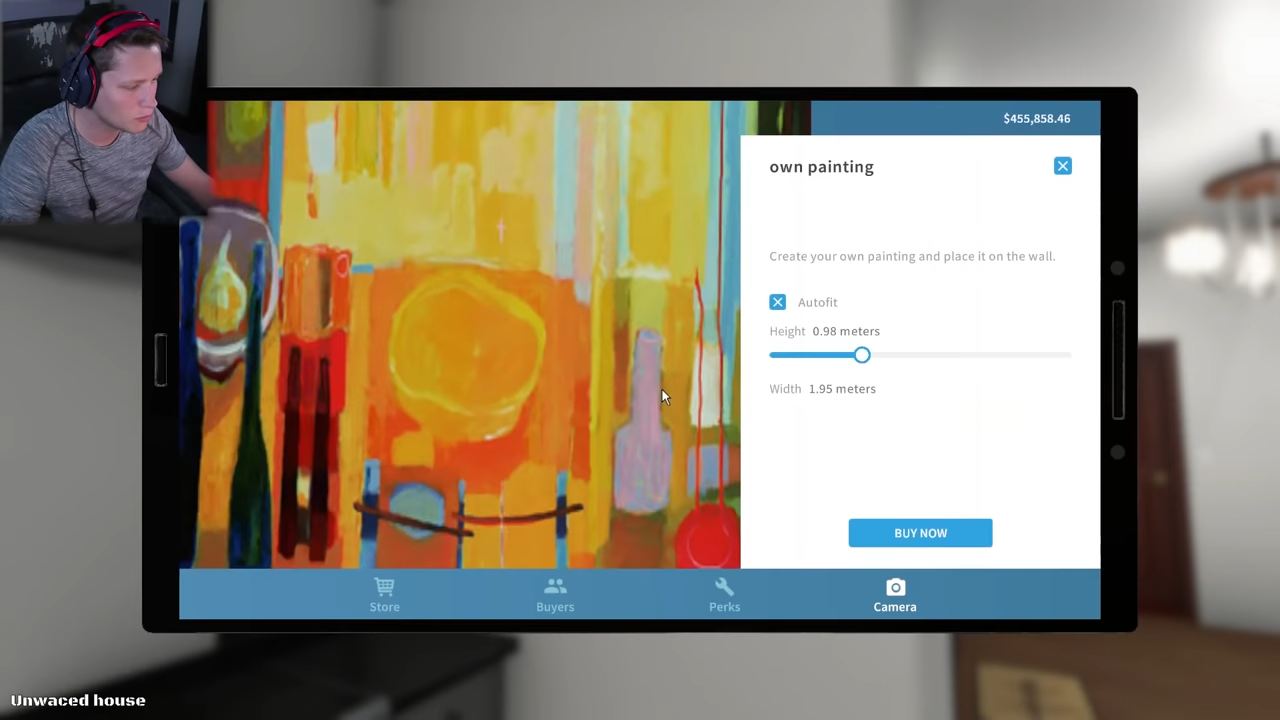 $455,858.46
own painting
Create your own painting and place it on the wall.
Autofit
Height 0.98 meters
Width 1.95 meters
BUY NOW
Store Buyers Perks Camera
Unwaced house